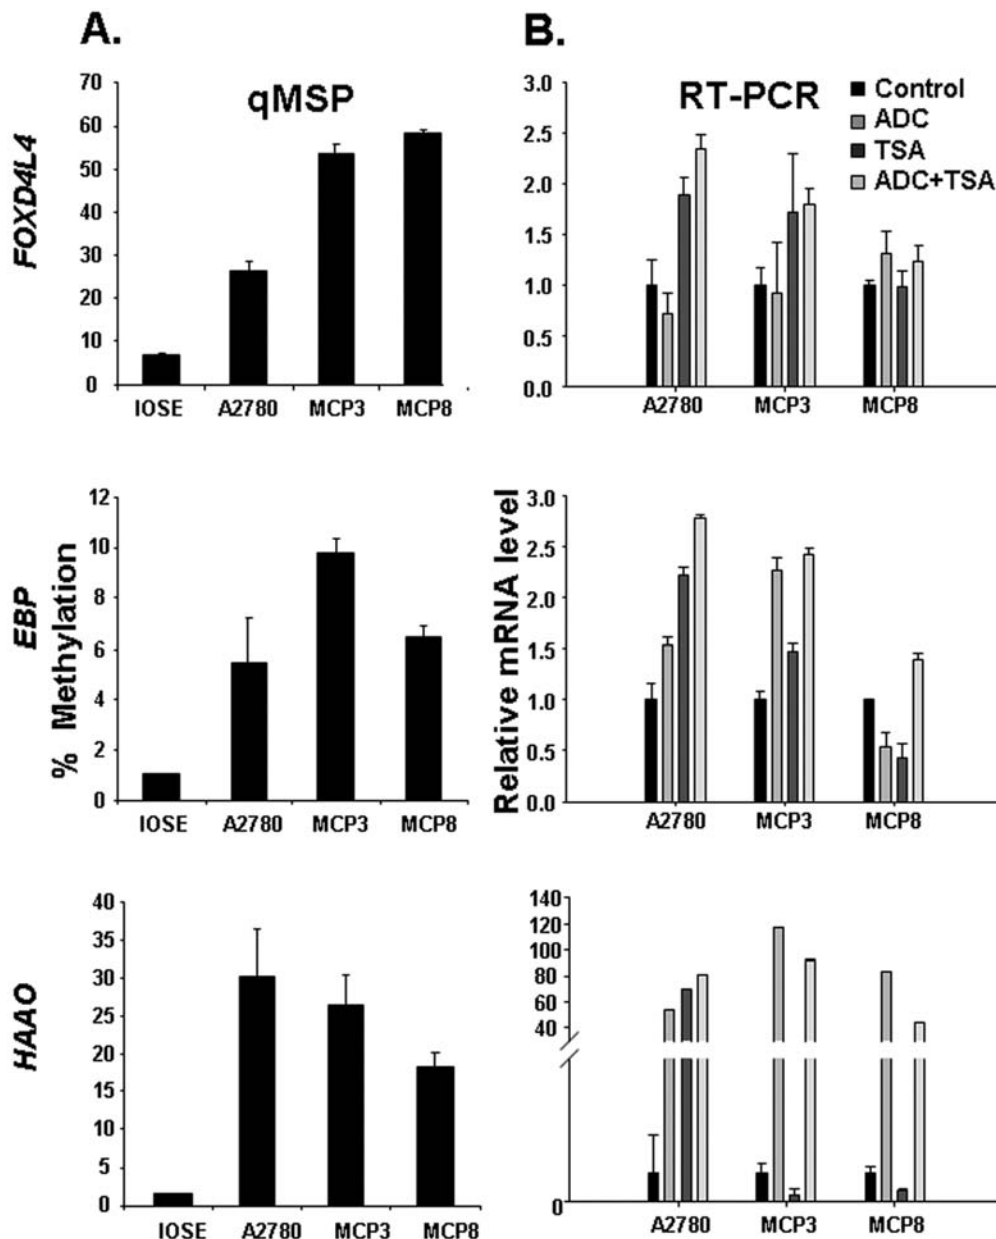 A.
B.
FOXD4L4
qMSP
70
60
50
40
30
20
10
0
IOSE A2780 MCP3 MCP8
RT-PCR
Control
ADC
TSA
ADC+TSA
3.0
2.5
2.0
1.5
1.0
0.5
0.0
A2780 MCP3 MCP8
EBP
% Methylation
12
10
8
6
4
2
0
IOSE A2780 MCP3 MCP8
Relative mRNA level
3.0
2.5
2.0
1.5
1.0
0.5
0.0
A2780 MCP3 MCP8
HAAO
40
35
30
25
20
15
10
5
0
IOSE A2780 MCP3 MCP8
140
120
100
80
60
40
0
A2780 MCP3 MCP8